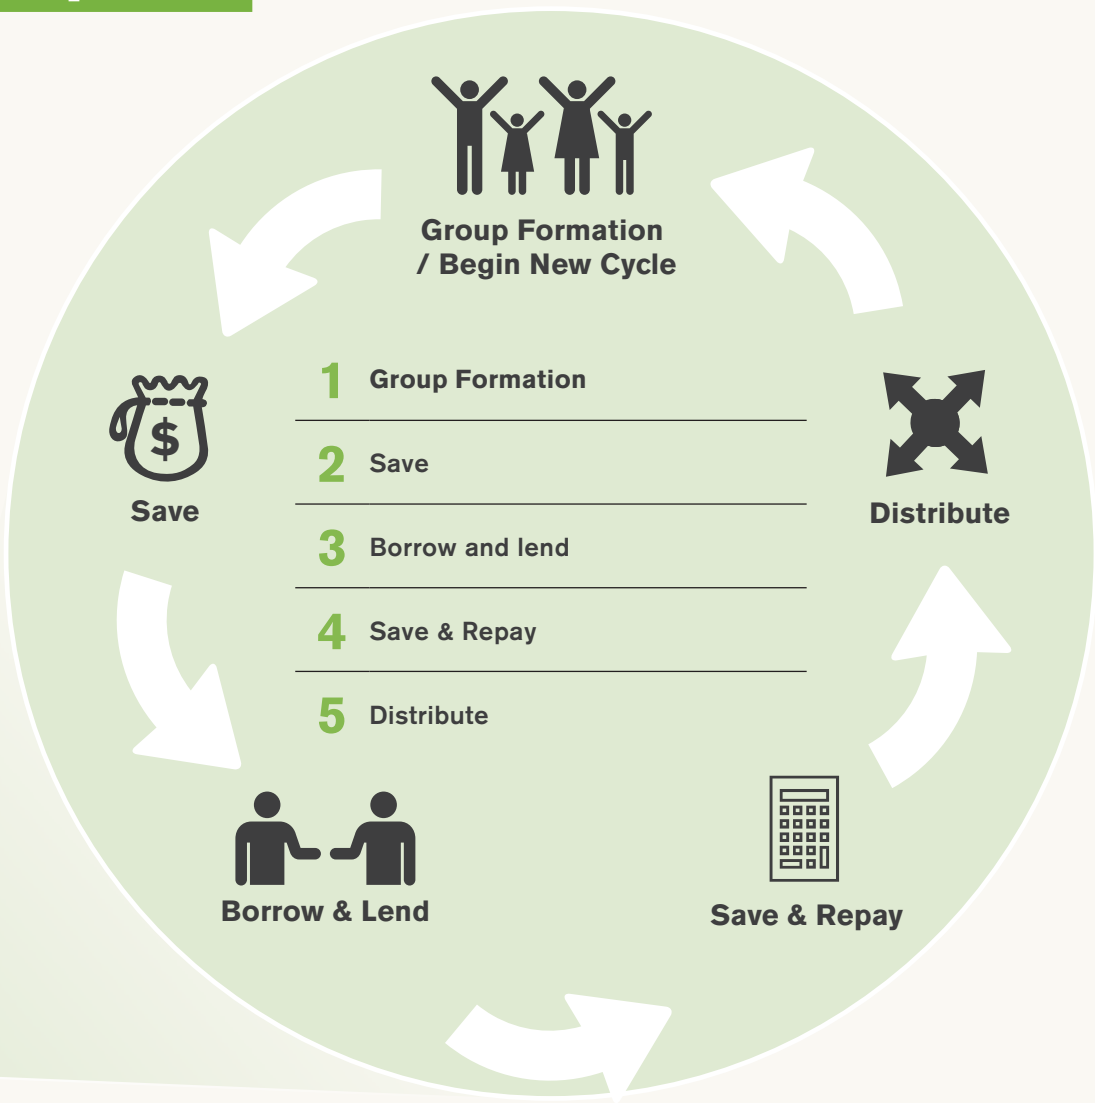 Group Formation
/ Begin New Cycle
1 Group Formation
2 Save
3 Borrow and lend
4 Save & Repay
5 Distribute
$
Save
Distribute
Borrow & Lend
Save & Repay